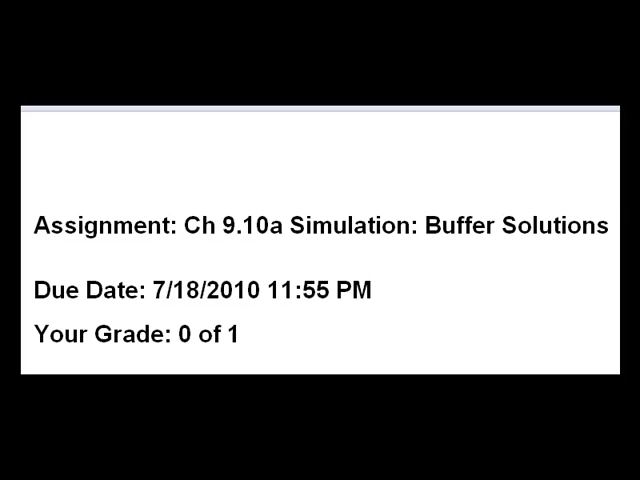 Assignment: Ch 9.10a Simulation: Buffer Solutions
Due Date: 7/18/2010 11:55 PM
Your Grade: 0 of 1